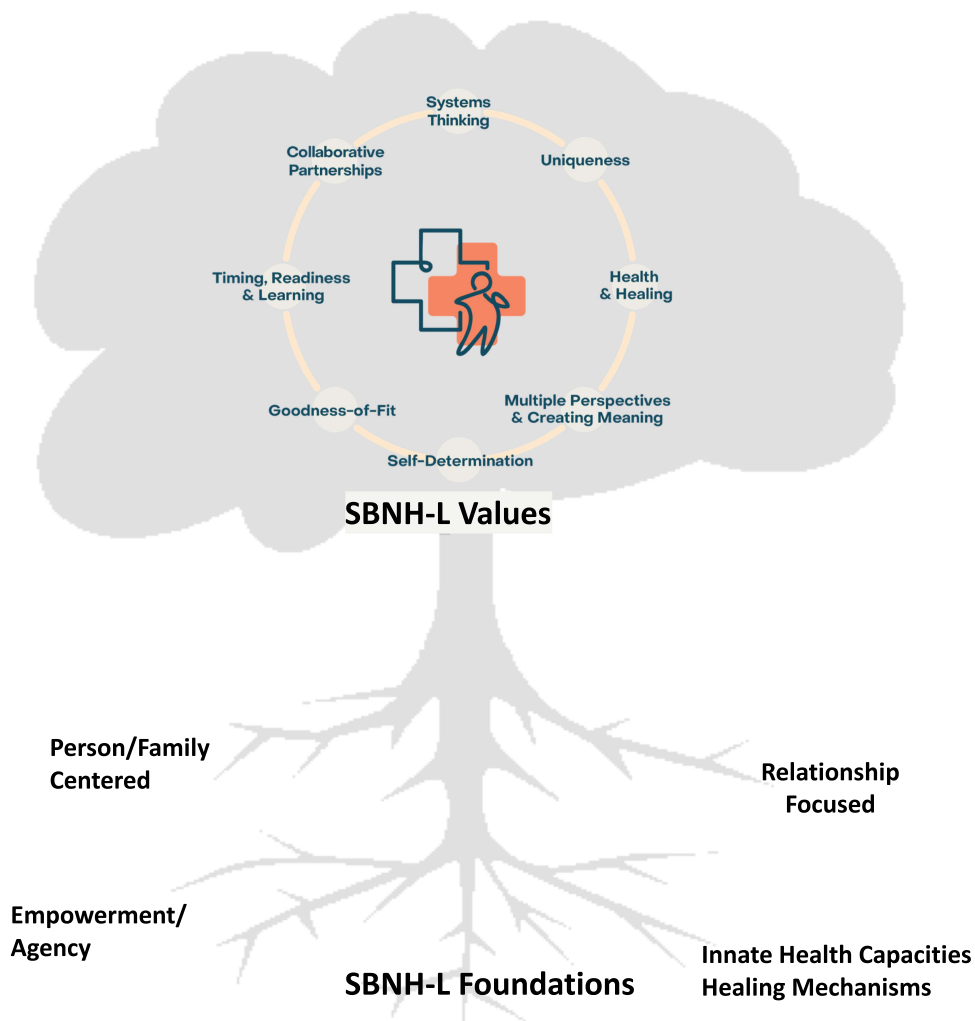 Systems
Thinking
Collaborative
Partnerships
Uniqueness
Timing, Readiness
& Learning
Health
& Healing
Goodness-of-Fit
Multiple Perspectives
& Creating Meaning
Self-Determination
SBNH-L Values
Person/Family
Centered
Relationship
Focused
Empowerment/
Agency
Innate Health Capacities
Healing Mechanisms
SBNH-L Foundations